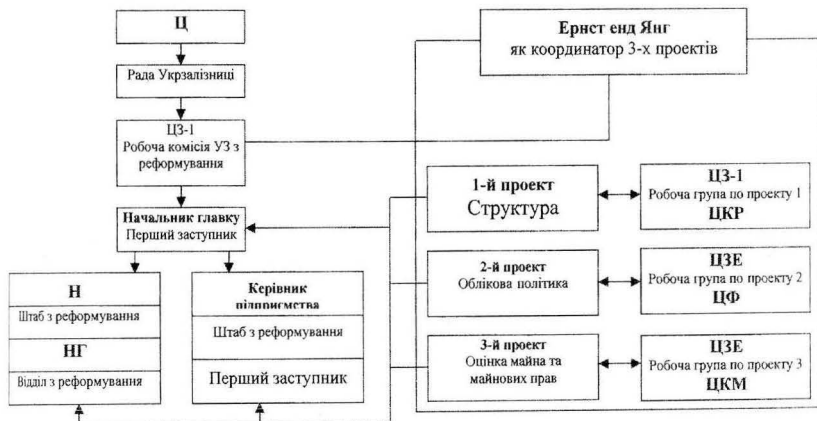 Ц
Рада Укрзалізниці
ЦЗ-1
Робоча комісія УЗ з
реформування
Начальник главку
Перший заступник
Н
Штаб з реформування
НГ
Відділ з реформування
Керівник
підприємства
Штаб з реформування
Перший заступник
Ернст енд Янг
як координатор 3-х проектів
1-й проект
Структура
ЦЗ-1
Робоча група по проекту 1
ЦКР
2-й проект
Облікова політика
ЦЗЕ
Робоча група по проекту 2
ЦФ
3-й проект
Оцінка майна та
майнових прав
ЦЗЕ
Робоча група по проекту 3
ЦКМ